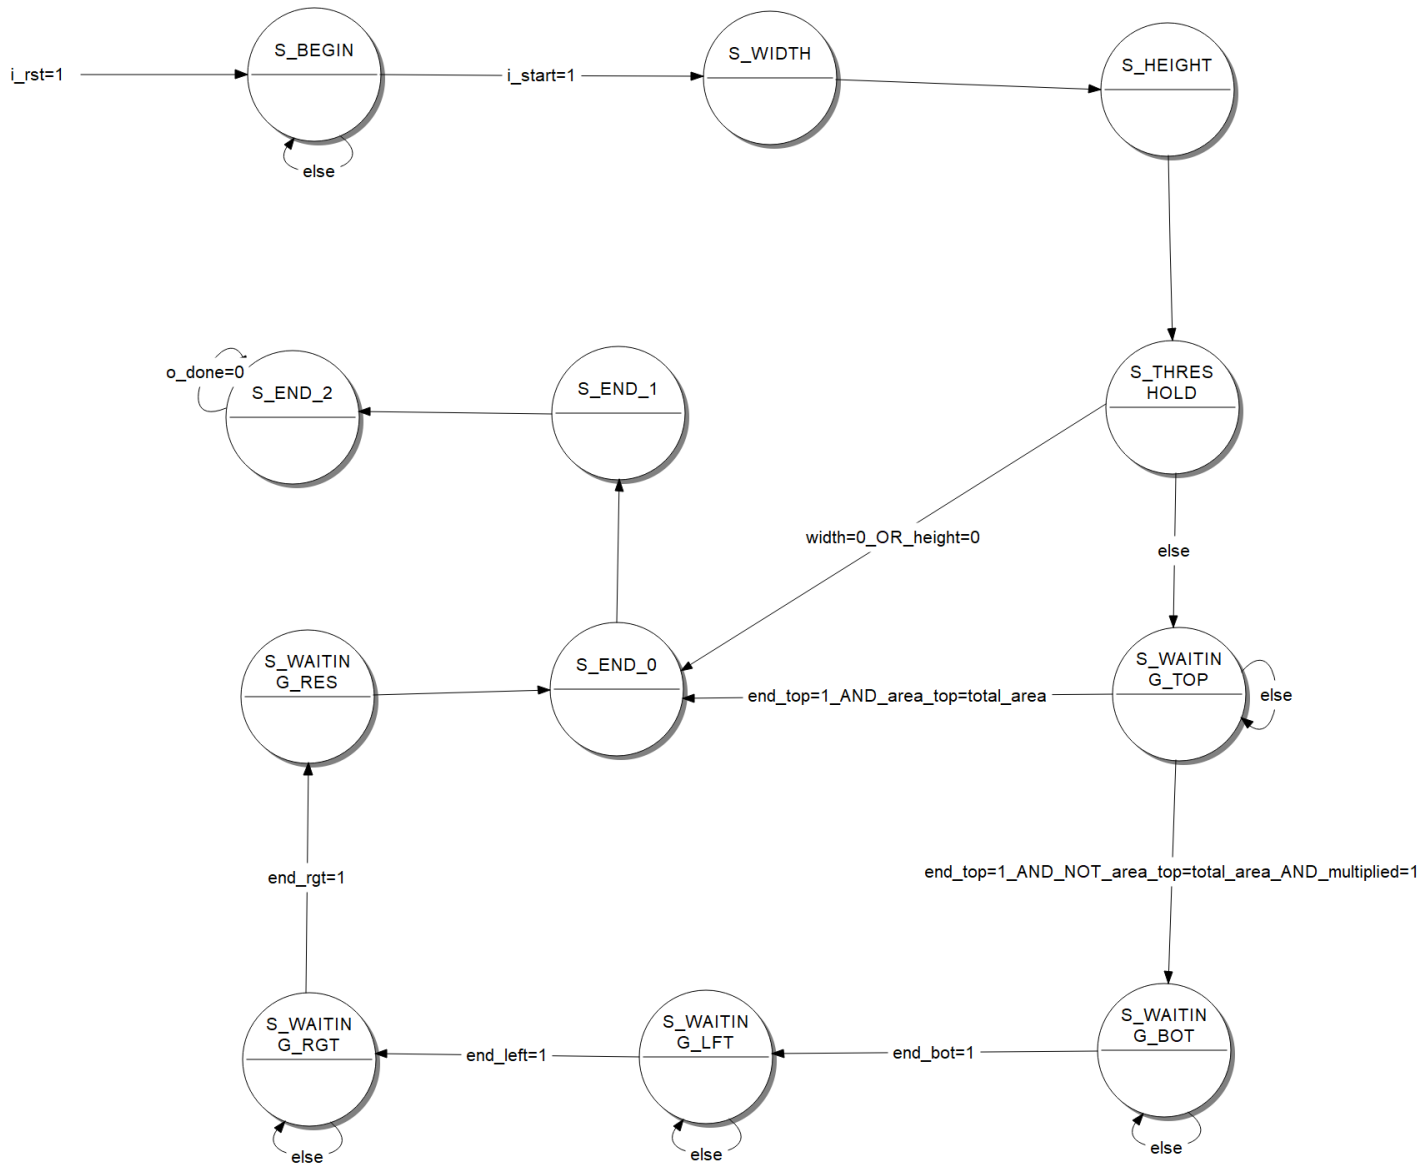 S_BEGIN
S_WIDTH
S_HEIGHT
i_rst=1
i_start=1
else
o_done=0
S_END_2
S_END_1
S_THRES
HOLD
width=0_OR_height=0
else
S_WAITIN
G_RES
S_END_0
S_WAITIN
G_TOP
end_top=1_AND_area_top=total_area
else
end_rgt=1
end_top=1_AND_NOT_area_top=total_area_AND_multiplied=1
S_WAITIN
G_RGT
end_left=1
S_WAITIN
G_LFT
end_bot=1
S_WAITIN
G_BOT
else
else
else